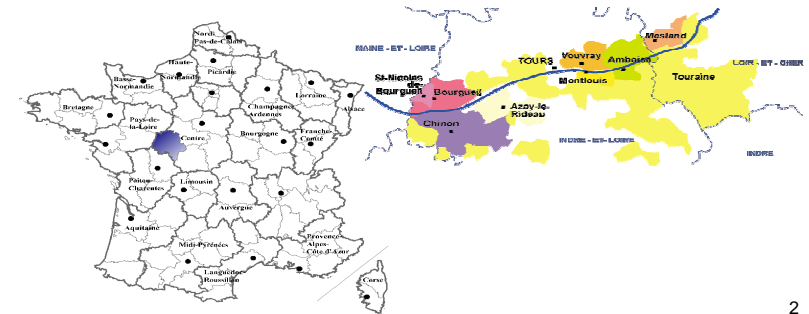 Nord-
Pas-de-Calais
Haute-
Normandie
Picardie
Basse-
Normandie
Champagne
Ardennes
Lorraine
Alsace
Bretagne
Pays-de-
la-Loire
Centre
Bourgogne
Franche-
Comté
Poitou
Charentes
Limousin
Auvergne
Aquitaine
Midi-Pyrénées
Languedoc-
Roussillon
Provence-
Alpes-
Côte d'Azur
Corse
MAINE - ET - LOIRE
TOURS
Vouvray
Mesland
Amboise
Montlouis
LOIR - ET - CHER
Touraine
St-Nicolas
de-
Bourgueil
Bourgueil
Azay-le-
Rideau
Chinon
INDRE - ET - LOIRE
INDRE
2